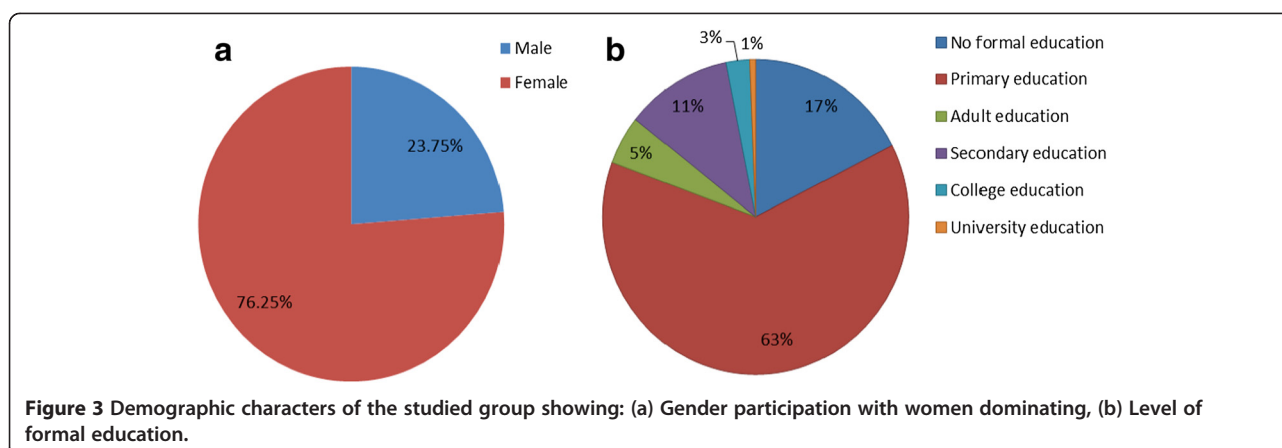 a
Male
Female
23.75%
76.25%
b
3%
1%
17%
11%
5%
63%
No formal education
Primary education
Adult education
Secondary education
College education
University education
Figure 3 Demographic characters of the studied group showing: (a) Gender participation with women dominating, (b) Level of
formal education.